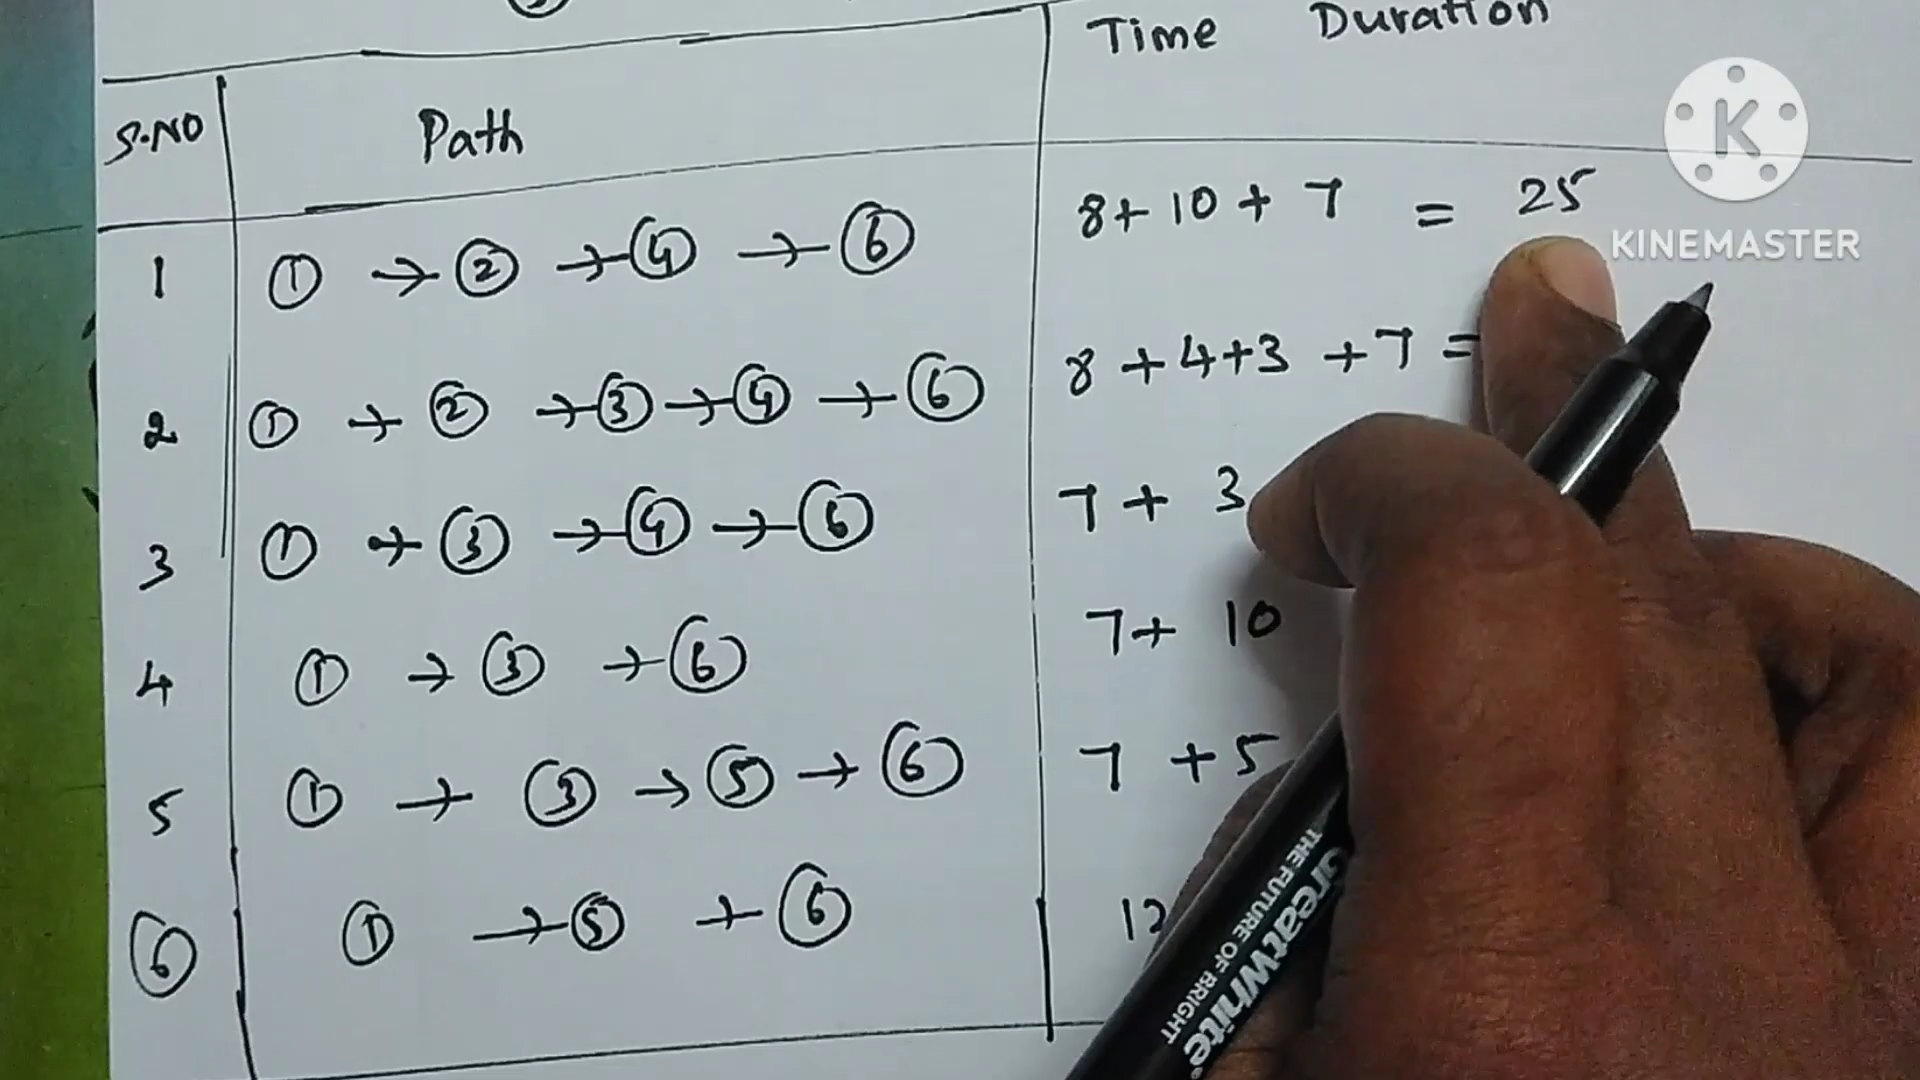 Time Duration
S.NO Path
1 ① → ② → ④ → ⑥ 8 + 10 + 7 = 25
2 ① → ② → ③ → ④ → ⑥ 8 + 4 + 3 + 7 =
3 ① → ③ → ④ → ⑥ 7 + 3
4 ① → ③ → ⑥ 7 + 10
5 ① → ③ → ⑤ → ⑥ 7 + 5
⑥ ① → ⑤ → ⑥ 12
K
KINEMASTER
GreatWhite
THE FUTURE OF BRIGHT